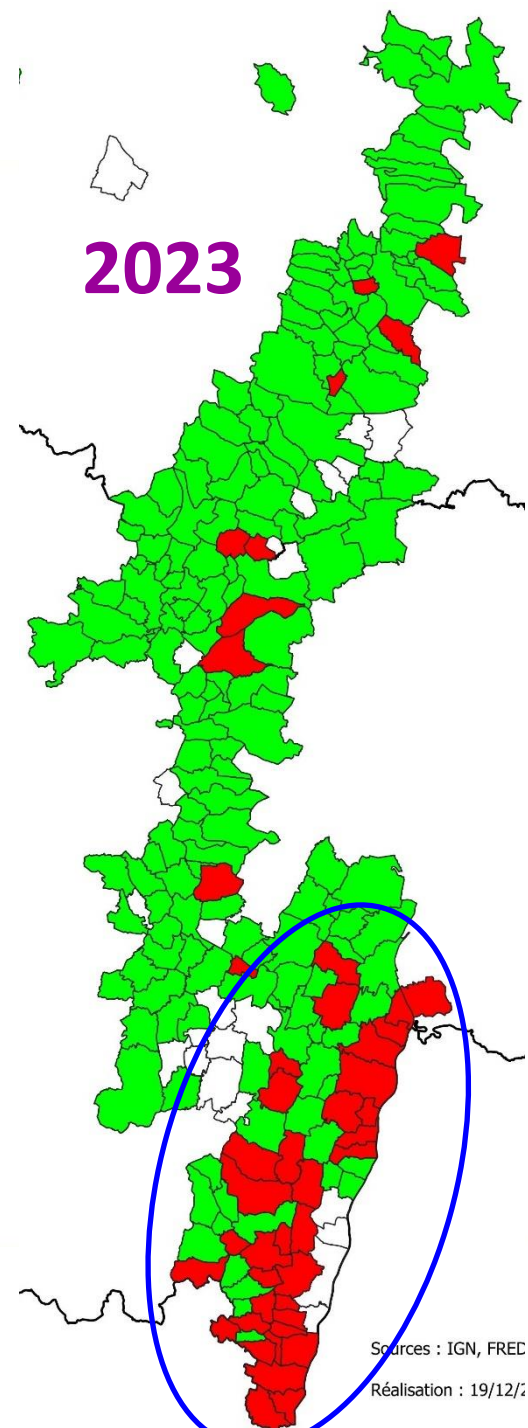 2023
Sources : IGN, FRED
Réalisation : 19/12/2